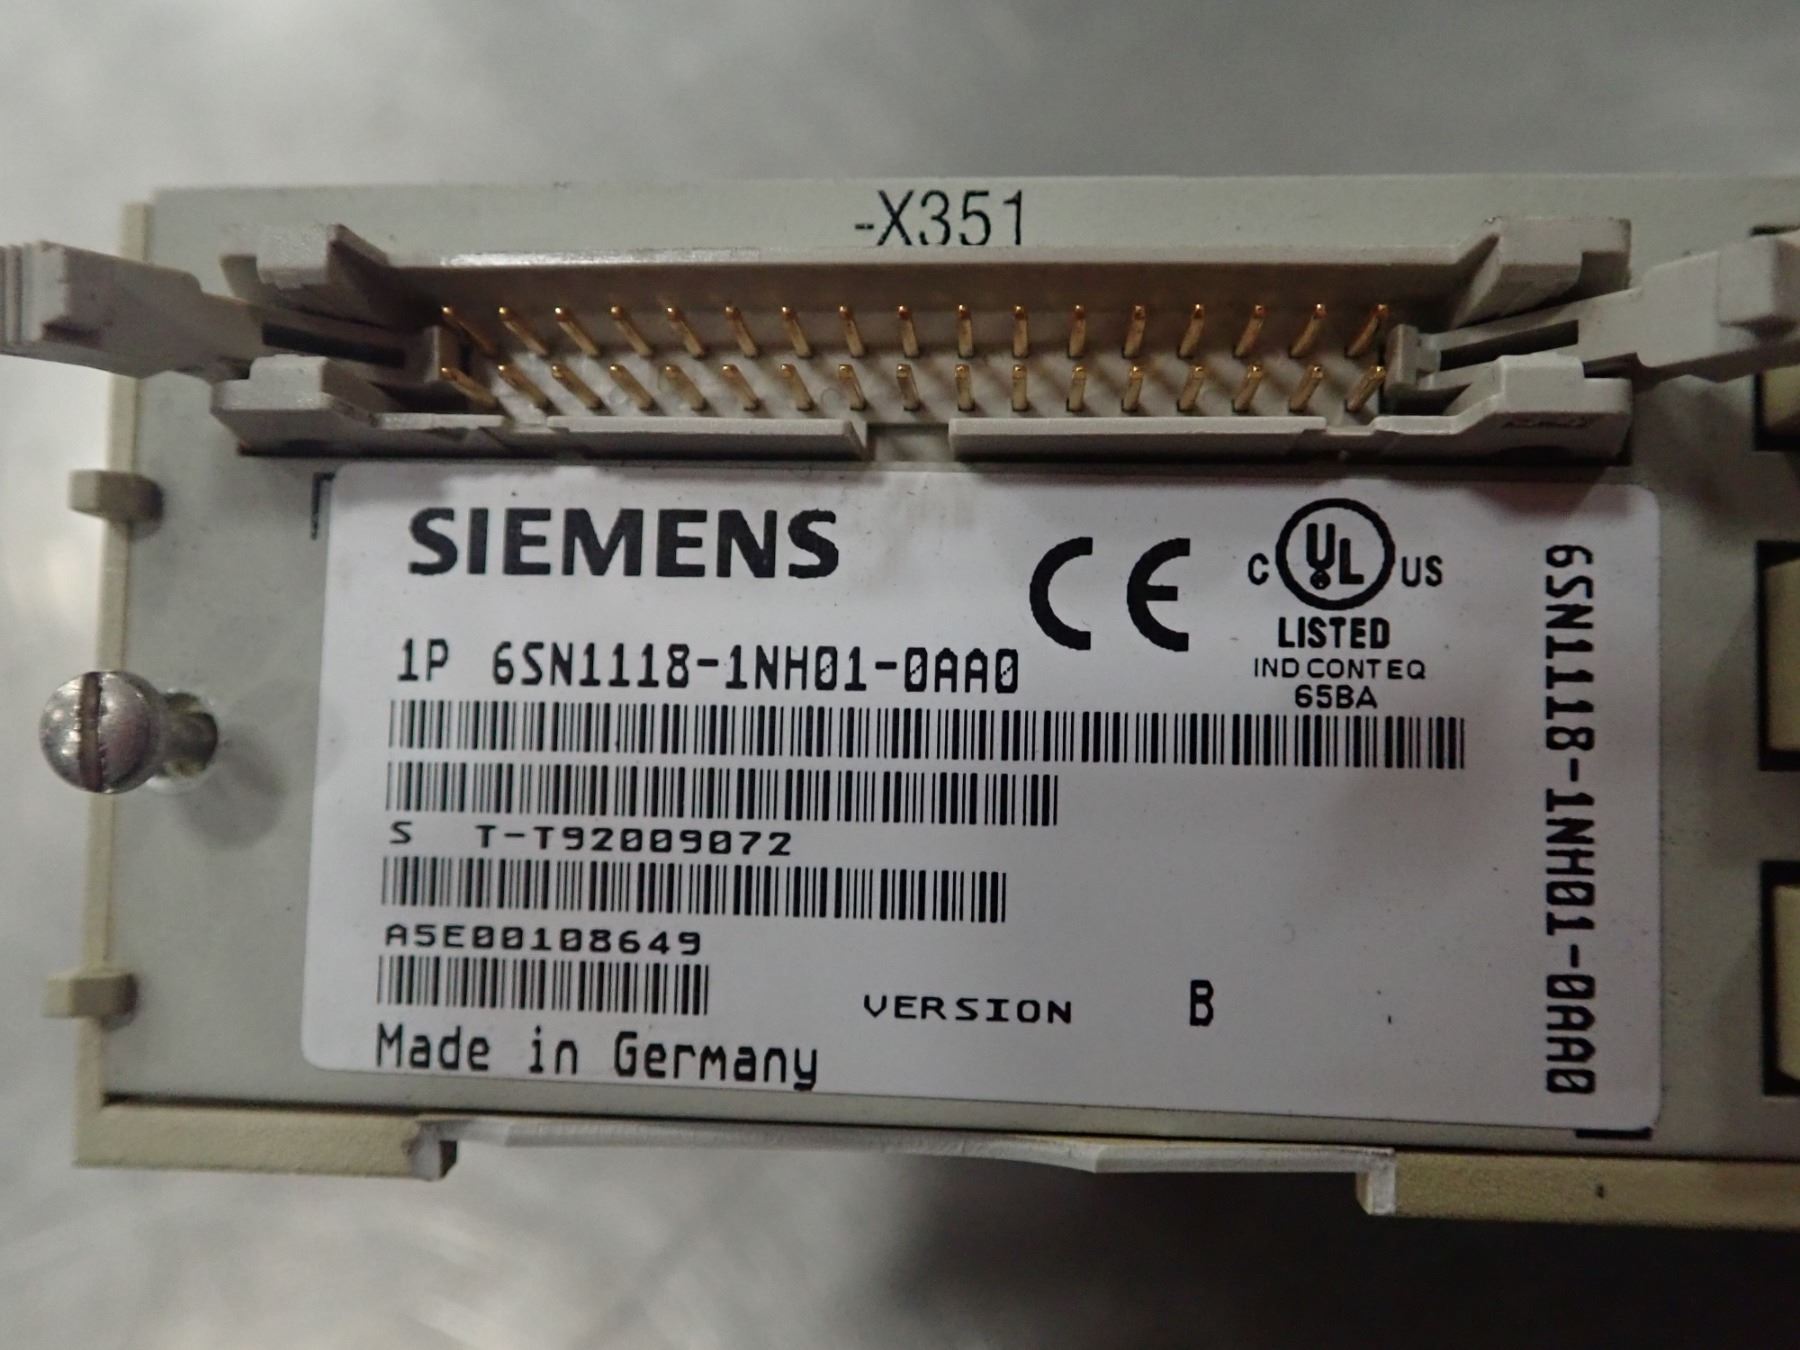 -X351
SIEMENS
CE
C UL US
LISTED
IND CONT EQ
65BA
1P 6SN1118-1NH01-0AA0
S T-T92009072
A5E00108649
VERSION B
Made in Germany
6SN1118-1NH01-0AA0